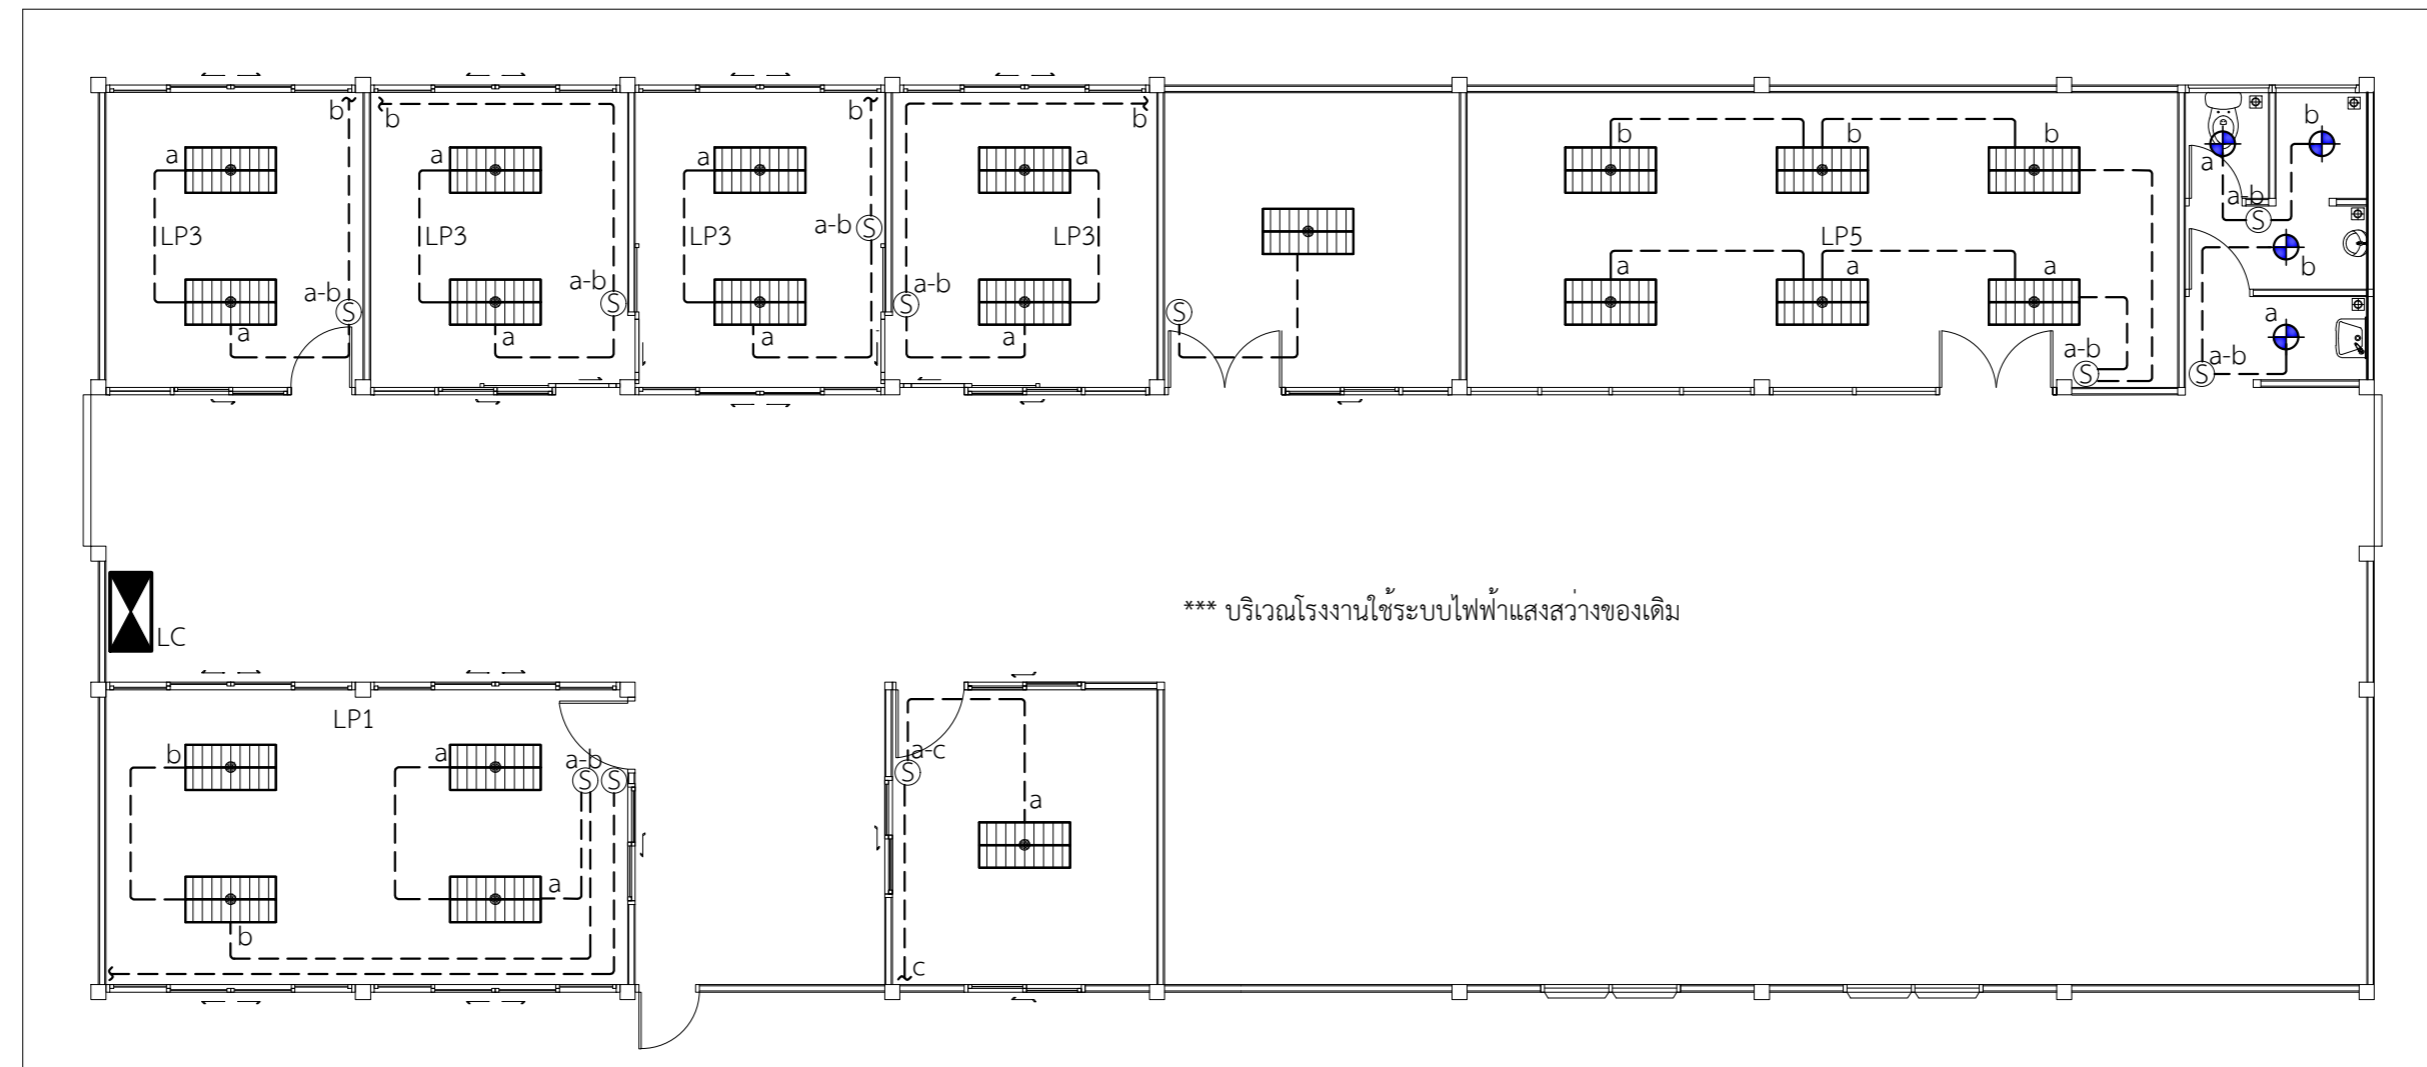 b b b b b b b b
a a a a
a a-b
LP3 LP3 a-b S LP3 LP5 S
b
a-b S a-b S S a-b S a a a a
a a a a a-b S a-b S
*** บริเวณโรงงานใช้ระบบไฟฟ้าแสงสว่างของเดิม
LC
LP1
b a a-b S S a-c S
a
a
b
c